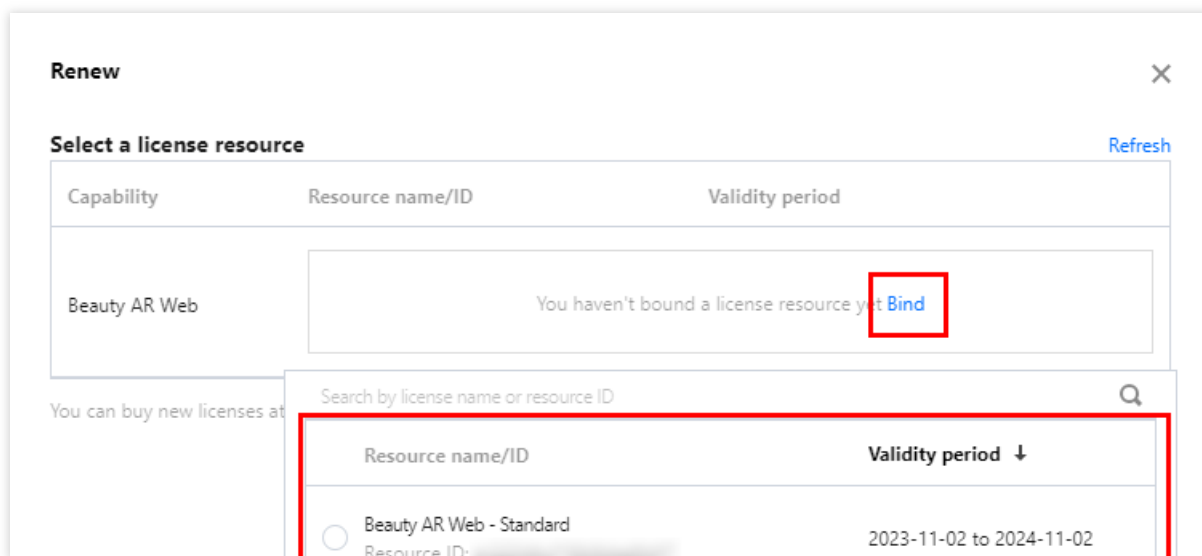 Renew
Select a license resource
Refresh
Capability Resource name/ID Validity period
Beauty AR Web
You haven't bound a license resource yet Bind
You can buy new licenses at
Search by license name or resource ID
Resource name/ID Validity period ↓
Beauty AR Web - Standard
2023-11-02 to 2024-11-02
Resource ID: